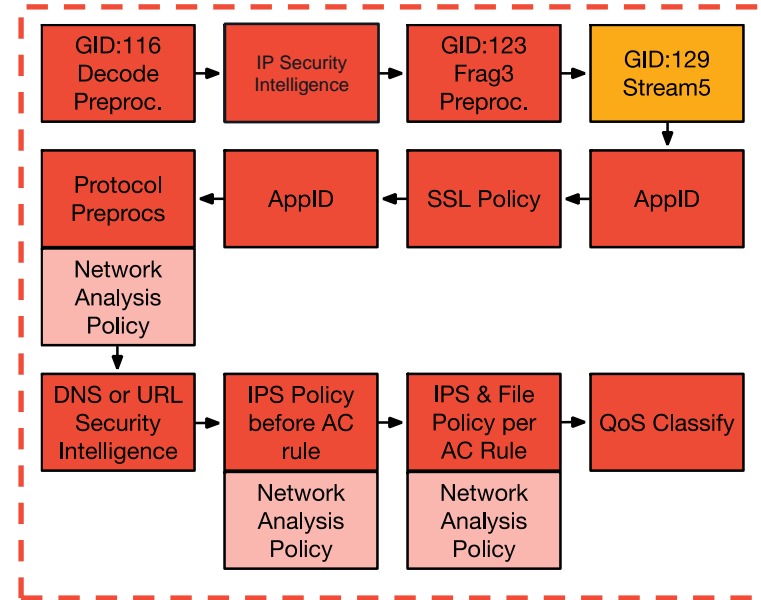 GID:116
Decode
Preproc.
IP Security
Intelligence
GID:123
Frag3
Preproc.
GID:129
Stream5
Protocol
Preprocs
AppID
SSL Policy
AppID
Network
Analysis
Policy
DNS or URL
Security
Intelligence
IPS Policy
before AC
rule
IPS & File
Policy per
AC Rule
QoS Classify
Network
Analysis
Policy
Network
Analysis
Policy